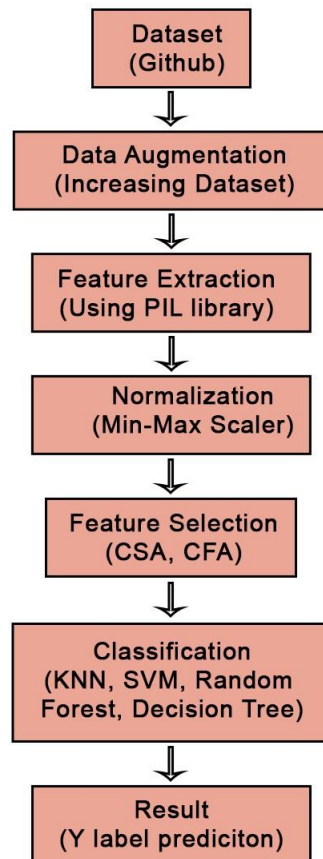 Dataset
(Github)
Data Augmentation
(Increasing Dataset)
Feature Extraction
(Using PIL library)
Normalization
(Min-Max Scaler)
Feature Selection
(CSA, CFA)
Classification
(KNN, SVM, Random
Forest, Decision Tree)
Result
(Y label prediciton)